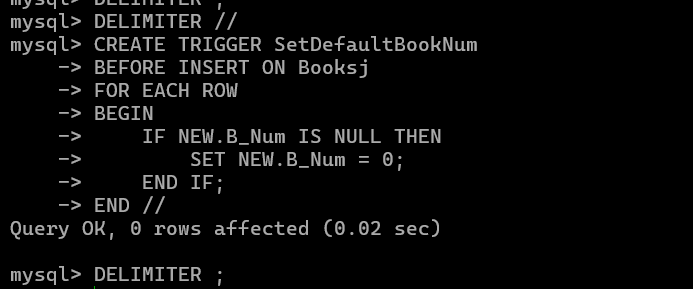 mysql> DELIMITER ;
mysql> DELIMITER //
mysql> CREATE TRIGGER SetDefaultBookNum
    -> BEFORE INSERT ON Booksj
    -> FOR EACH ROW
    -> BEGIN
    ->     IF NEW.B_Num IS NULL THEN
    ->         SET NEW.B_Num = 0;
    ->     END IF;
    -> END //
Query OK, 0 rows affected (0.02 sec)
mysql> DELIMITER ;